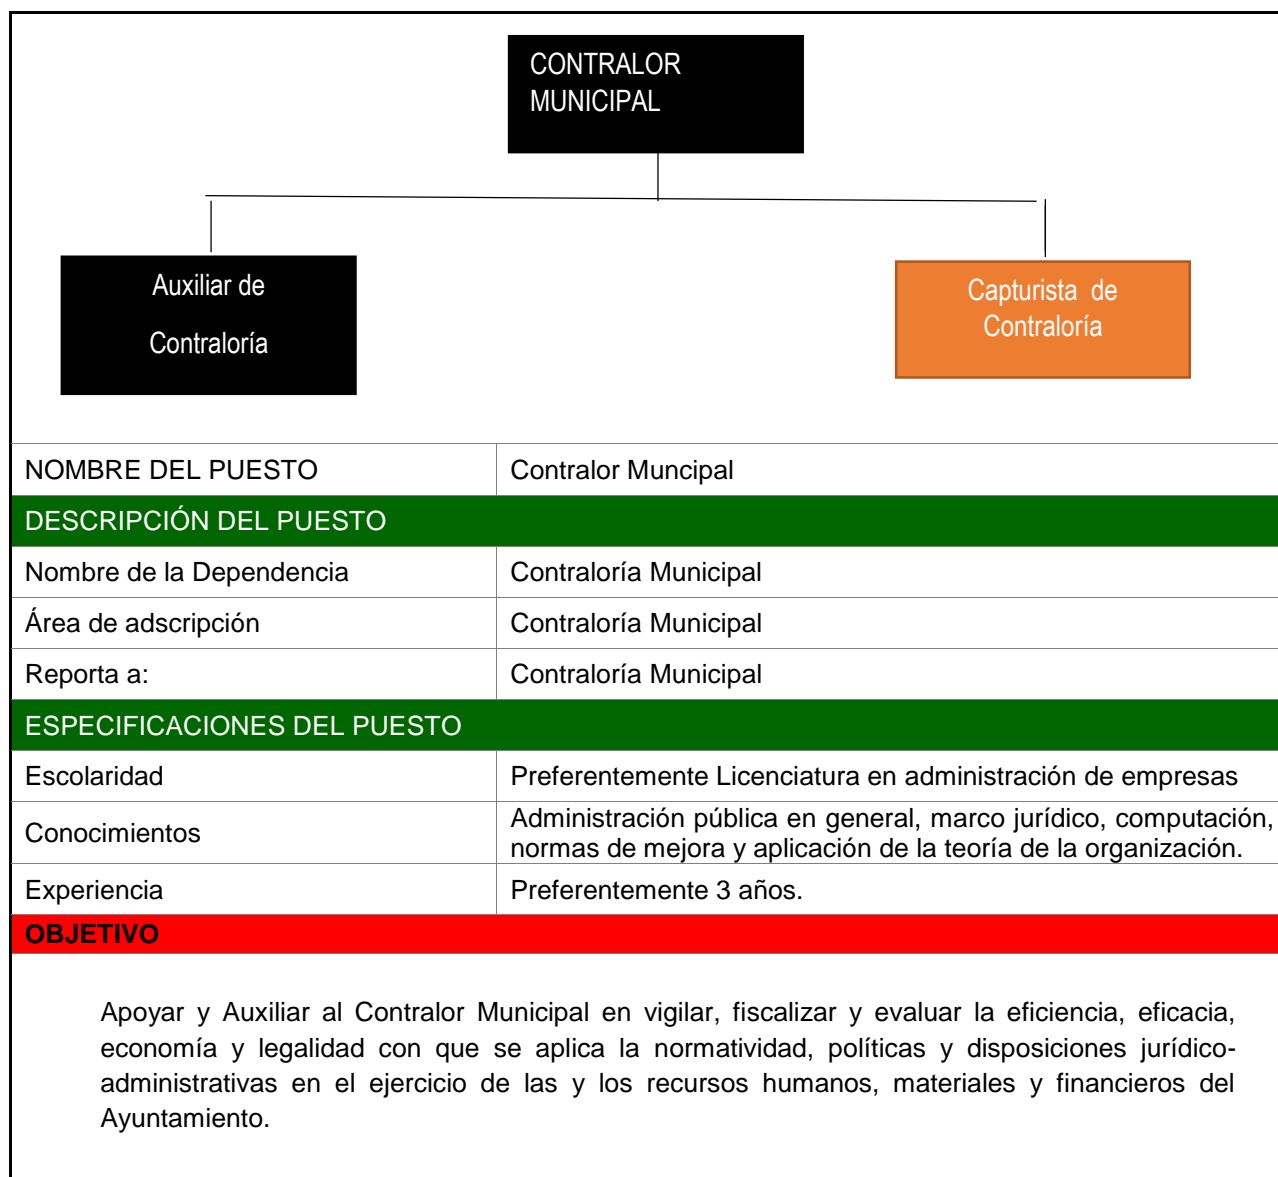 CONTRALOR
MUNICIPAL
Auxiliar de
Contraloría
Capturista de
Contraloría
NOMBRE DEL PUESTO
Contralor Muncipal
DESCRIPCIÓN DEL PUESTO
Nombre de la Dependencia
Contraloría Municipal
Área de adscripción
Contraloría Municipal
Reporta a:
Contraloría Municipal
ESPECIFICACIONES DEL PUESTO
Escolaridad
Preferentemente Licenciatura en administración de empresas
Conocimientos
Administración pública en general, marco jurídico, computación,
normas de mejora y aplicación de la teoría de la organización.
Experiencia
Preferentemente 3 años.
OBJETIVO
Apoyar y Auxiliar al Contralor Municipal en vigilar, fiscalizar y evaluar la eficiencia, eficacia,
economía y legalidad con que se aplica la normatividad, políticas y disposiciones jurídico-
administrativas en el ejercicio de las y los recursos humanos, materiales y financieros del
Ayuntamiento.